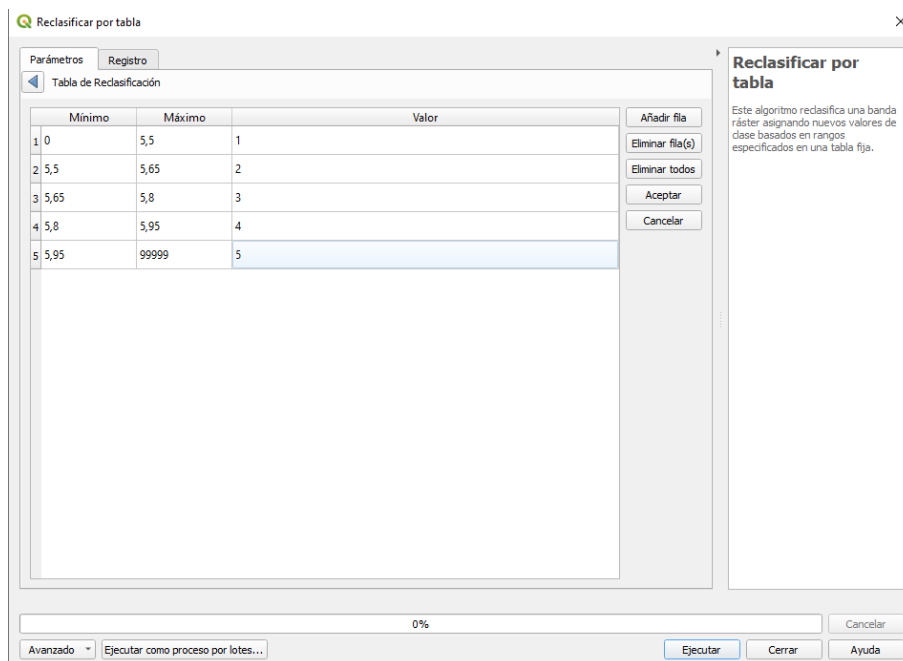 Reclasificar por tabla
Parámetros Registro
Tabla de Reclasificación
Mínimo Máximo Valor
1 0 5,5 1
2 5,5 5,65 2
3 5,65 5,8 3
4 5,8 5,95 4
5 5,95 99999 5
Añadir fila
Eliminar fila(s)
Eliminar todos
Aceptar
Cancelar
Reclasificar por
tabla
Este algoritmo reclasifica una banda
ráster asignando nuevos valores de
clase basados en rangos
especificados en una tabla fija.
0%
Cancelar
Avanzado Ejecutar como proceso por lotes... Ejecutar Cerrar Ayuda